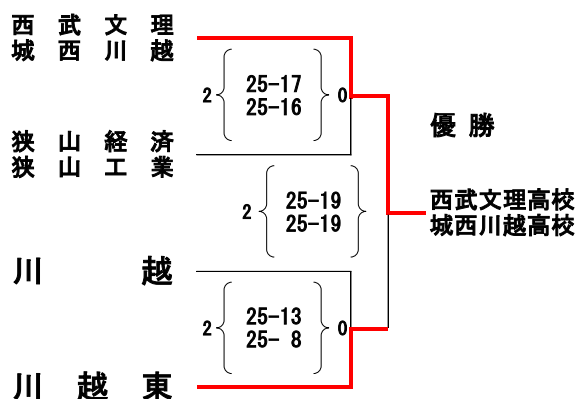 西武文理
城西川越
2 25-17 0
25-16
優勝
狭山経済
狭山工業
西武文理高校
城西川越高校
2 25-19
25-19
川越
2 25-13 0
25- 8
川越東